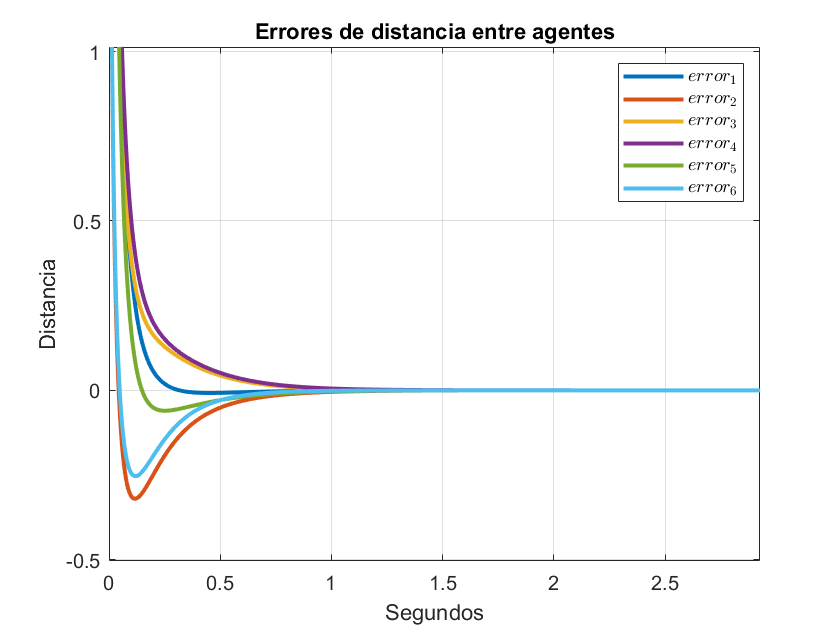 Errores de distancia entre agentes
1
0.5
0
-0.5
Distancia
error₁
error₂
error₃
error₄
error₅
error₆
0 0.5 1 1.5 2 2.5
Segundos